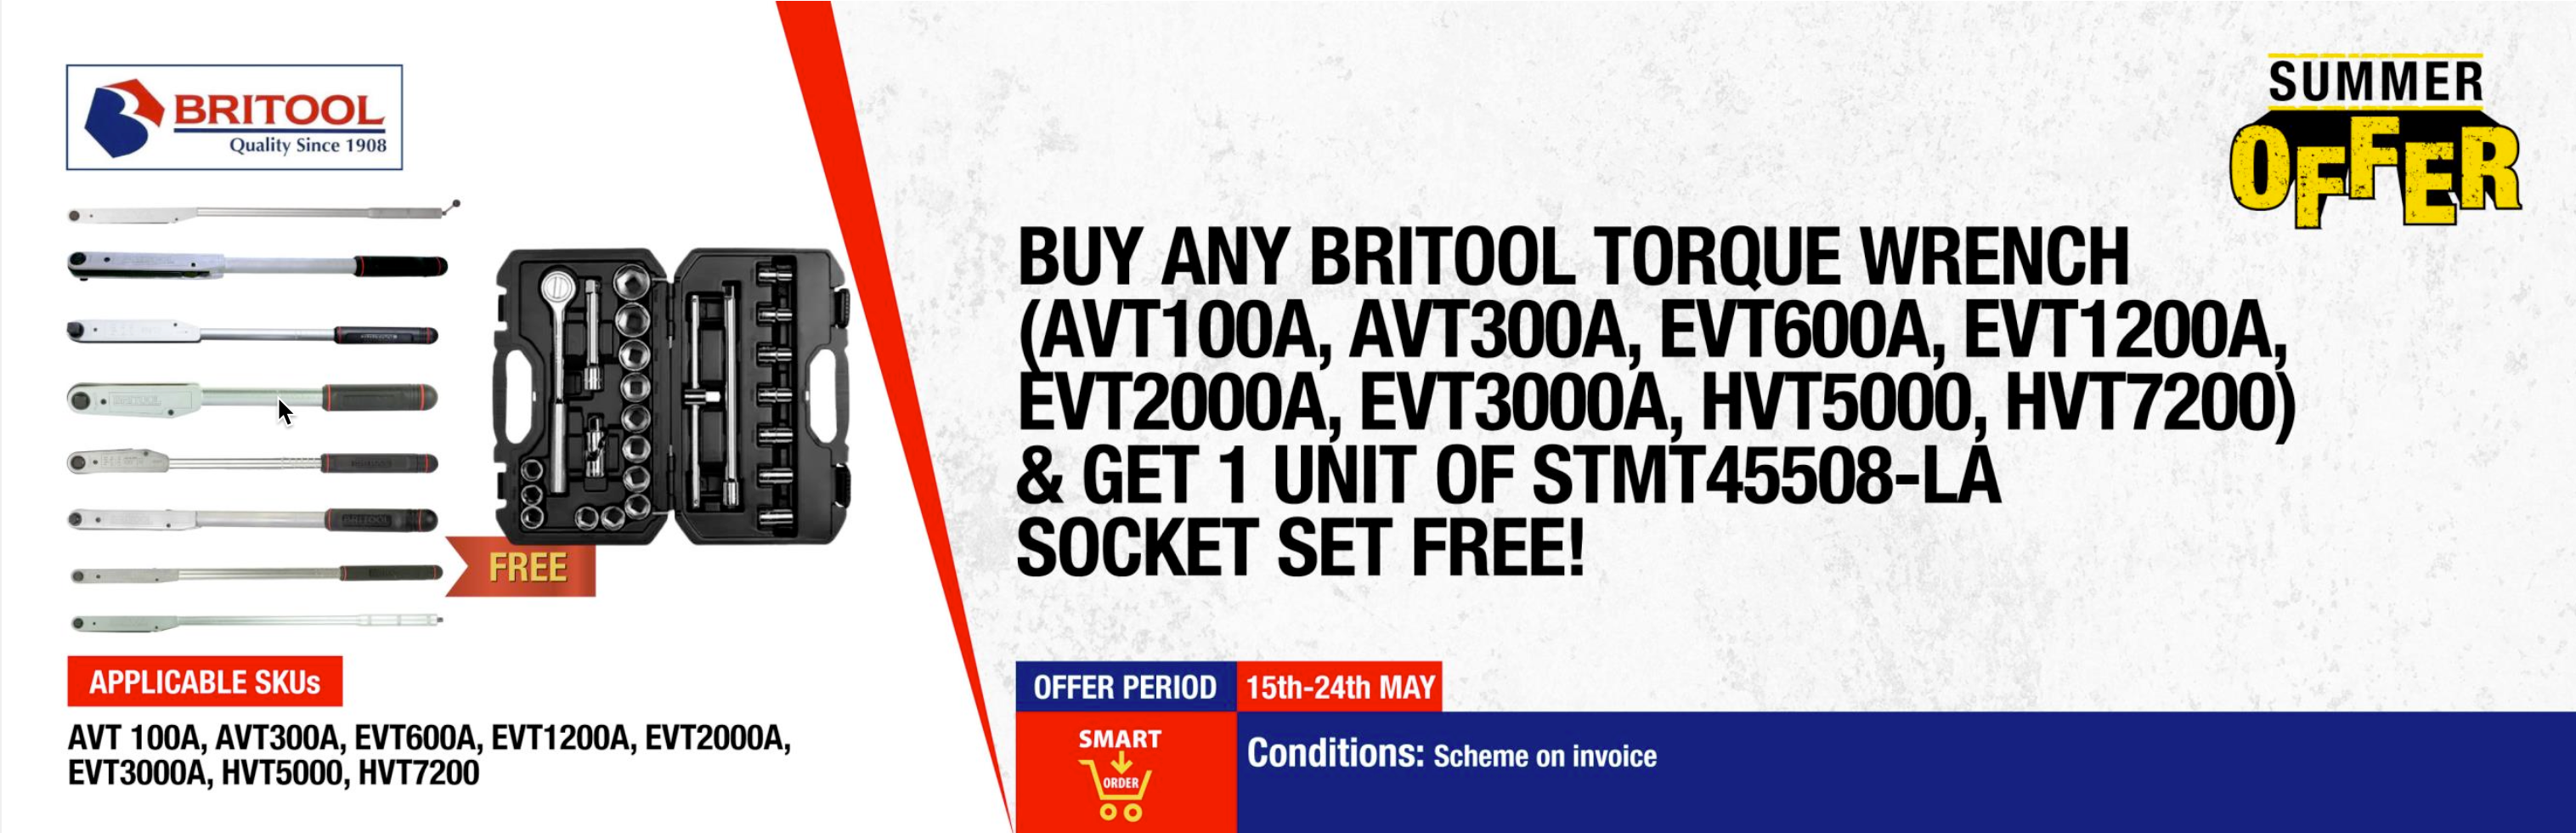 BRITOOL
Quality Since 1908
FREE
APPLICABLE SKUs
AVT 100A, AVT300A, EVT600A, EVT1200A, EVT2000A,
EVT3000A, HVT5000, HVT7200
SUMMER
OFFER
BUY ANY BRITOOL TORQUE WRENCH
(AVT100A, AVT300A, EVT600A, EVT1200A,
EVT2000A, EVT3000A, HVT5000, HVT7200)
& GET 1 UNIT OF STMT45508-LA
SOCKET SET FREE!
OFFER PERIOD 15th-24th MAY
SMART
ORDER
Conditions: Scheme on invoice